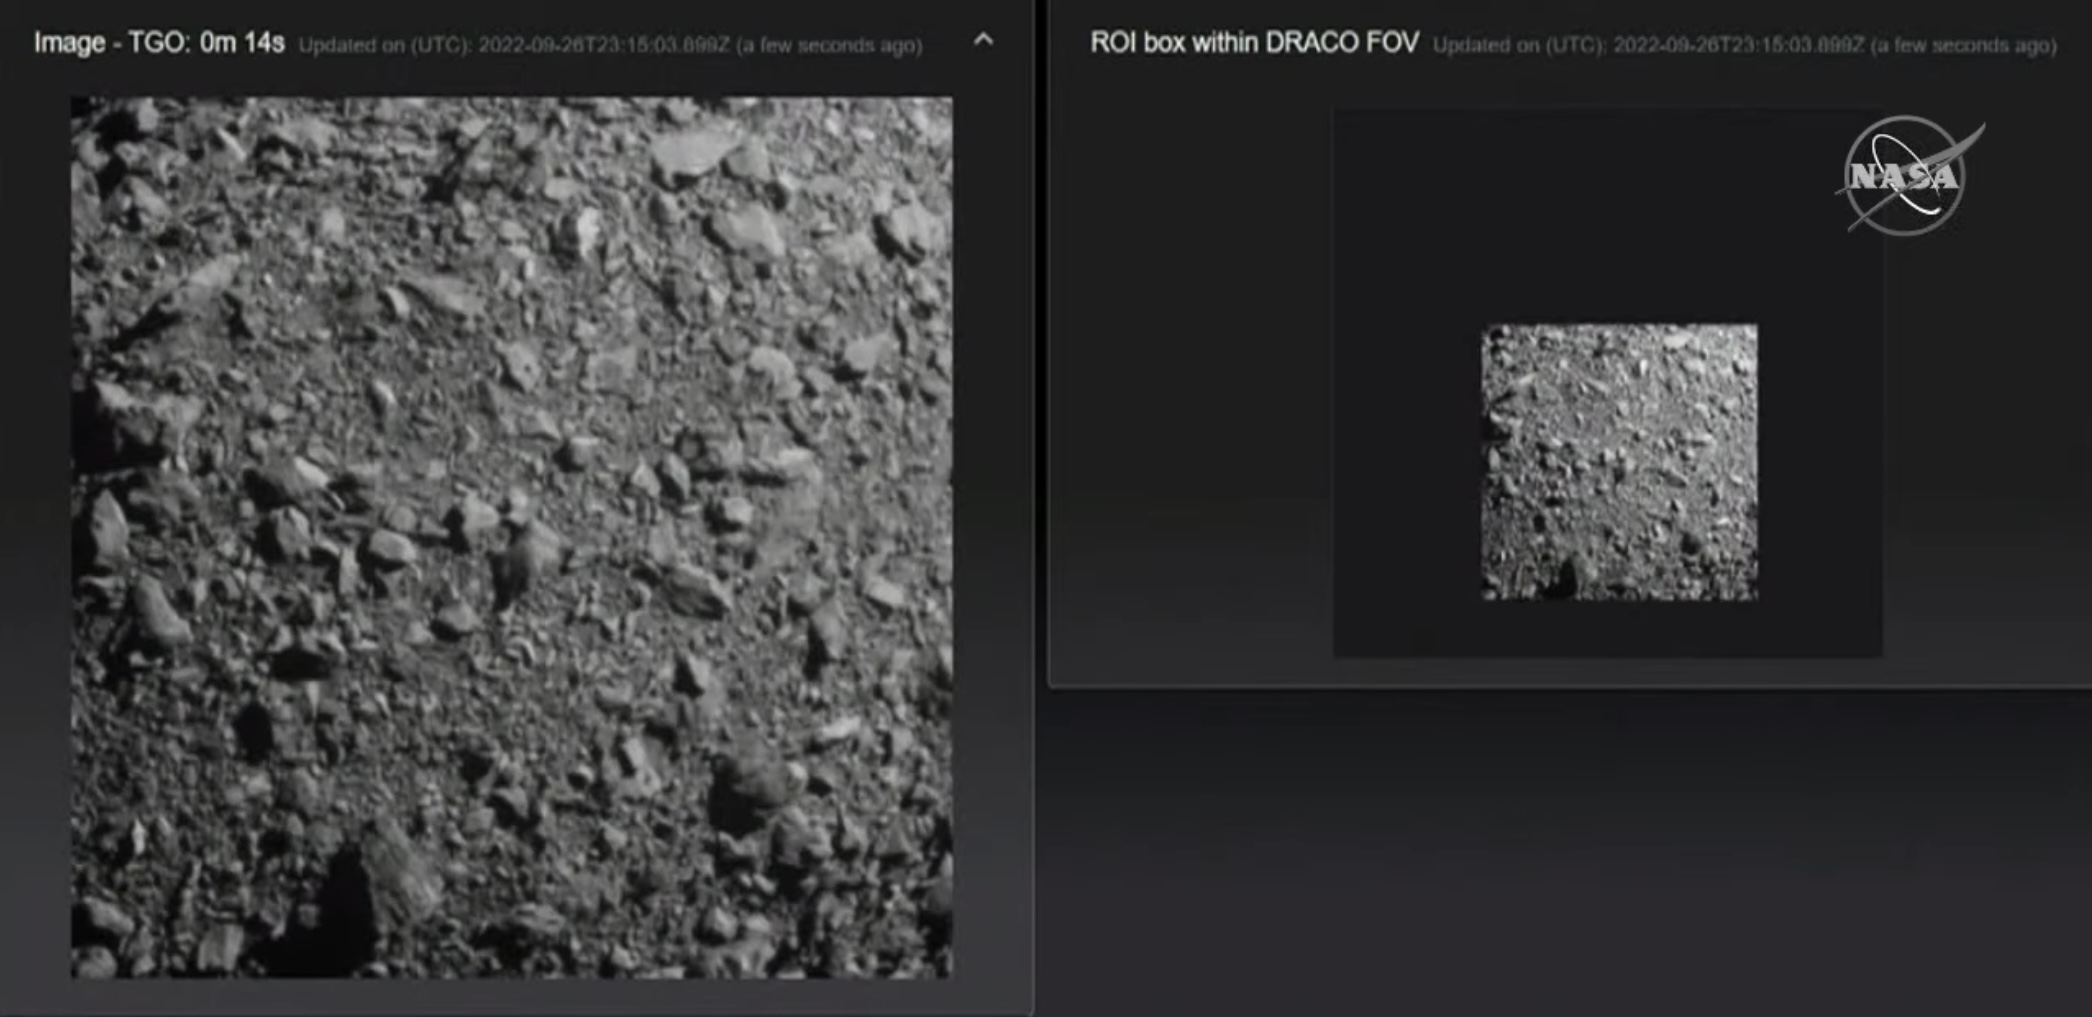 Image - TGO: 0m 14s Updated on (UTC): 2022-09-26T23:15:03.899Z (a few seconds ago)
ROI box within DRACO FOV Updated on (UTC): 2022-09-26T23:15:03.899Z (a few seconds ago)
NASA